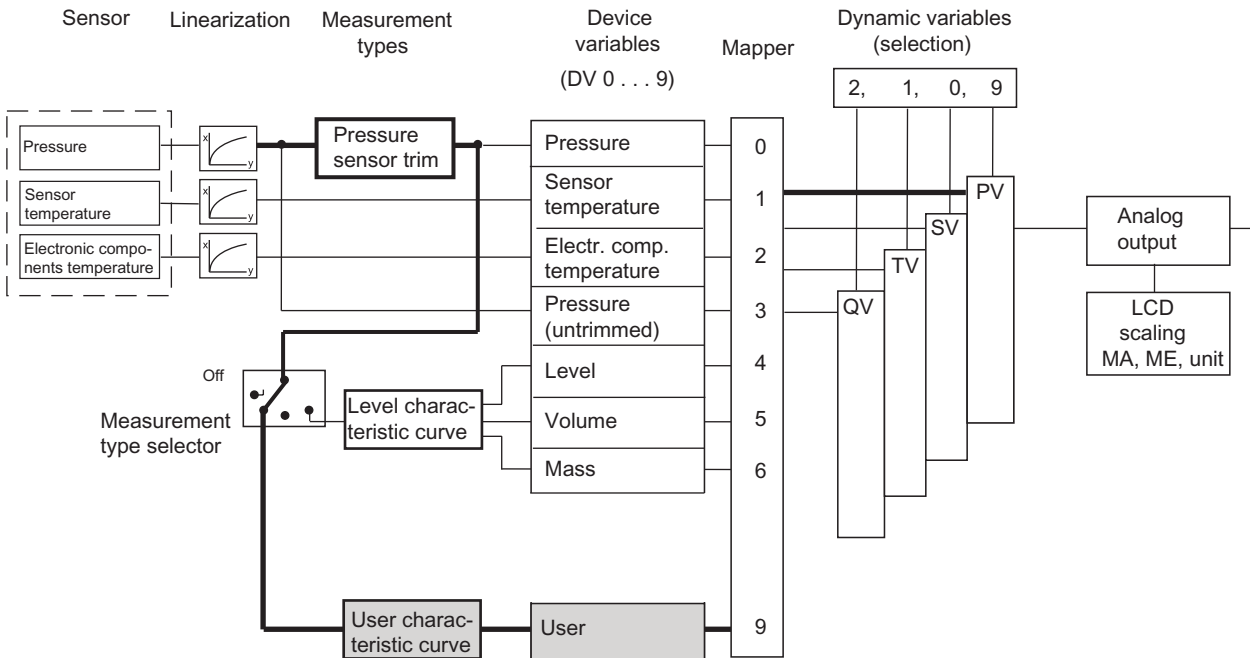 Sensor
Linearization
Measurement
types
Device
variables
(DV 0 . . . 9)
Mapper
Dynamic variables
(selection)
2, 1, 0, 9
Pressure
x
y
Pressure
sensor trim
Pressure
0
Sensor
temperature
x
y
Sensor
temperature
1
PV
Analog
output
Electronic compo-
nents temperature
x
y
Electr. comp.
temperature
2
SV
TV
Pressure
(untrimmed)
3
QV
LCD
scaling
MA, ME, unit
Off
Measurement
type selector
Level charac-
teristic curve
Level
4
Volume
5
Mass
6
User charac-
teristic curve
User
9